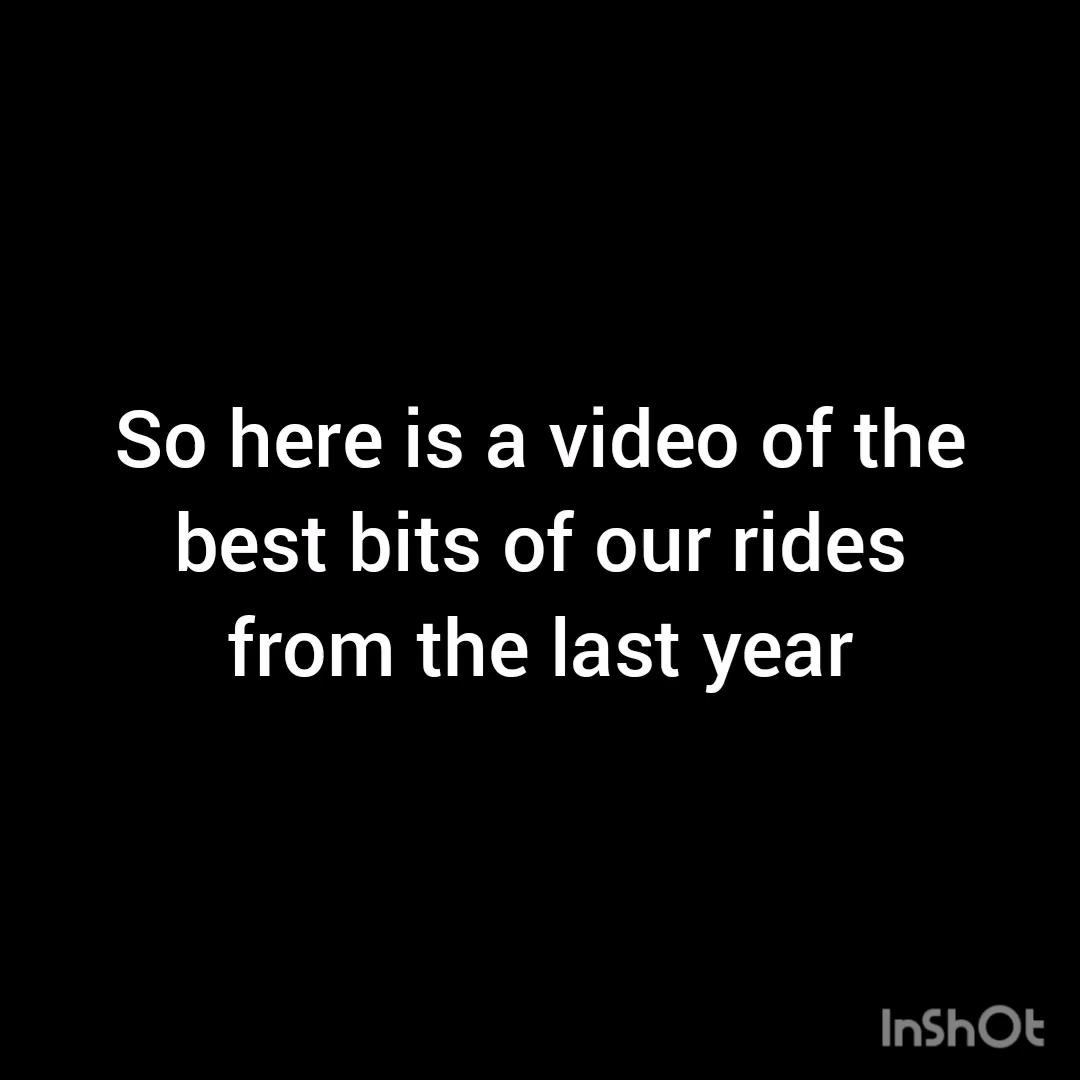 So here is a video of the
best bits of our rides
from the last year
InShOt